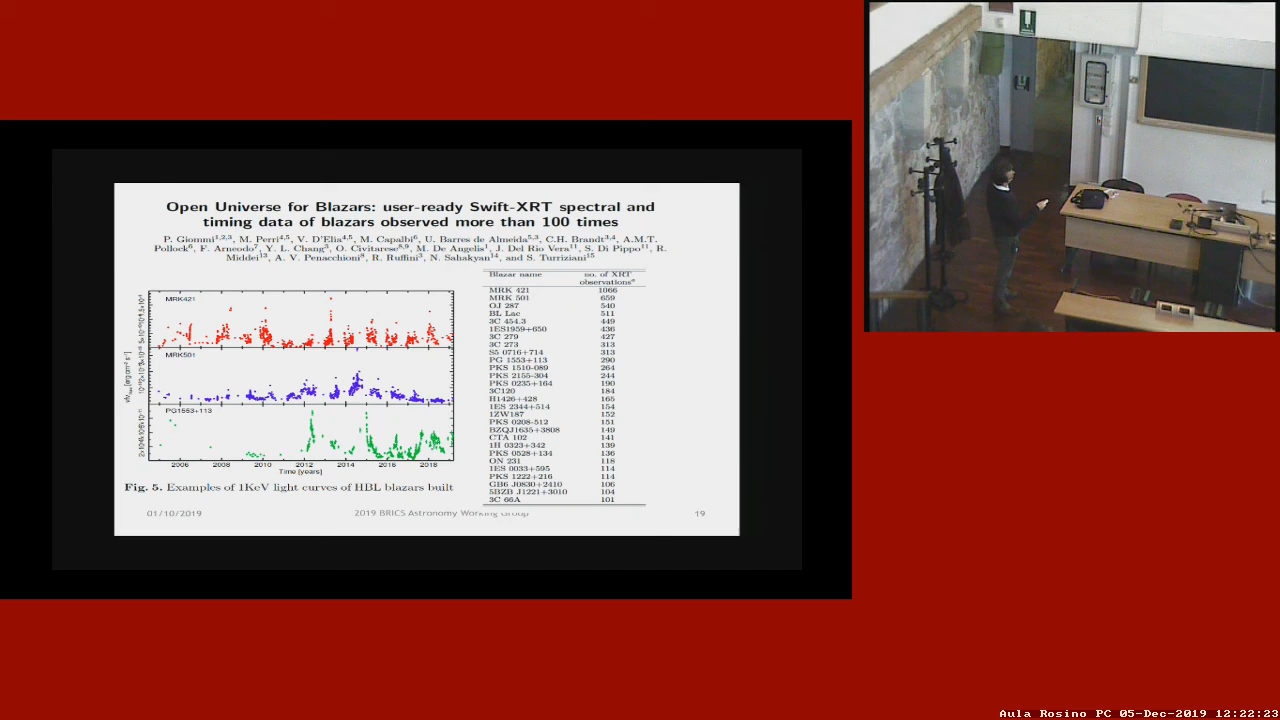 Open Universe for Blazars: user-ready Swift-XRT spectral and
timing data of blazars observed more than 100 times
P. Giommi1,2,3, M. Perri4,5, V. D'Elia4,5, M. Capalbi6, U. Barres de Almeida5,3, C.H. Brandt3,4, A.M.T.
Pollock6, F. Arneodo7, Y. L. Chang3, O. Civitarese8,9, M. De Angelis1, J. Del Rio Vera11, S. Di Pippo11, R.
Middei13, A. V. Penacchioni8, R. Ruffini3, N. Sahakyan14, and S. Turriziani15
Blazar name no. of XRT
observationsa
MRK 421 1066
MRK 501 659
OJ 287 540
BL Lac 511
3C 454.3 449
1ES1959+650 436
3C 279 427
3C 273 313
S5 0716+714 313
PG 1553+113 290
PKS 1510-089 264
PKS 2155-304 244
PKS 0235+164 190
3C120 184
H1426+428 165
1ES 2344+514 154
1ZW187 152
PKS 0208-512 151
BZQJ1635+3808 149
CTA 102 141
1H 0323+342 139
PKS 0528+134 136
ON 231 118
1ES 0033+595 114
PKS 1222+216 114
GB6 J0830+2410 106
5BZB J1221+3010 104
3C 66A 101
MRK421
MRK501
PG1553+113
2006 2008 2010 2012 2014 2016 2018
Time [years]
Fig. 5. Examples of 1KeV light curves of HBL blazars built
01/10/2019 2019 BRICS Astronomy Working Group 19
Aula Rosino PC 05-Dec-2019 12:22:23